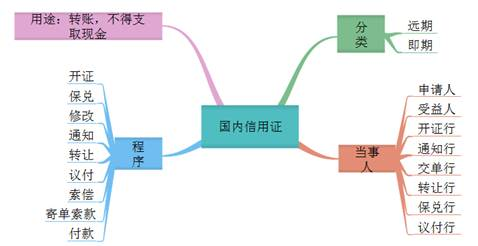 用途：转账，不得支
取现金
分
类
远期
即期
国内信用证
程
序
开证
保兑
修改
通知
转让
议付
索偿
寄单索款
付款
当事
人
申请人
受益人
开证行
通知行
交单行
转让行
保兑行
议付行